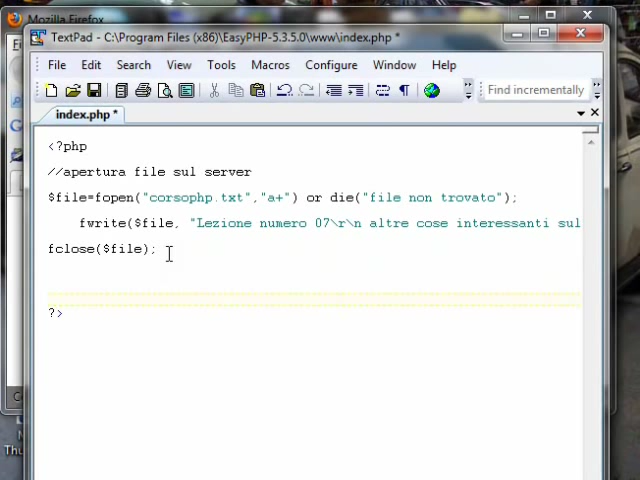 Mozilla Firefox
TextPad - C:\Program Files (x86)\EasyPHP-5.3.5.0\www\index.php *
File Edit Search View Tools Macros Configure Window Help
Find incrementally
index.php *
<?php
//apertura file sul server
$file=fopen("corsophp.txt","a+") or die("file non trovato");
fwrite($file, "Lezione numero 07\r\n altre cose interessanti sul
fclose($file);
?>